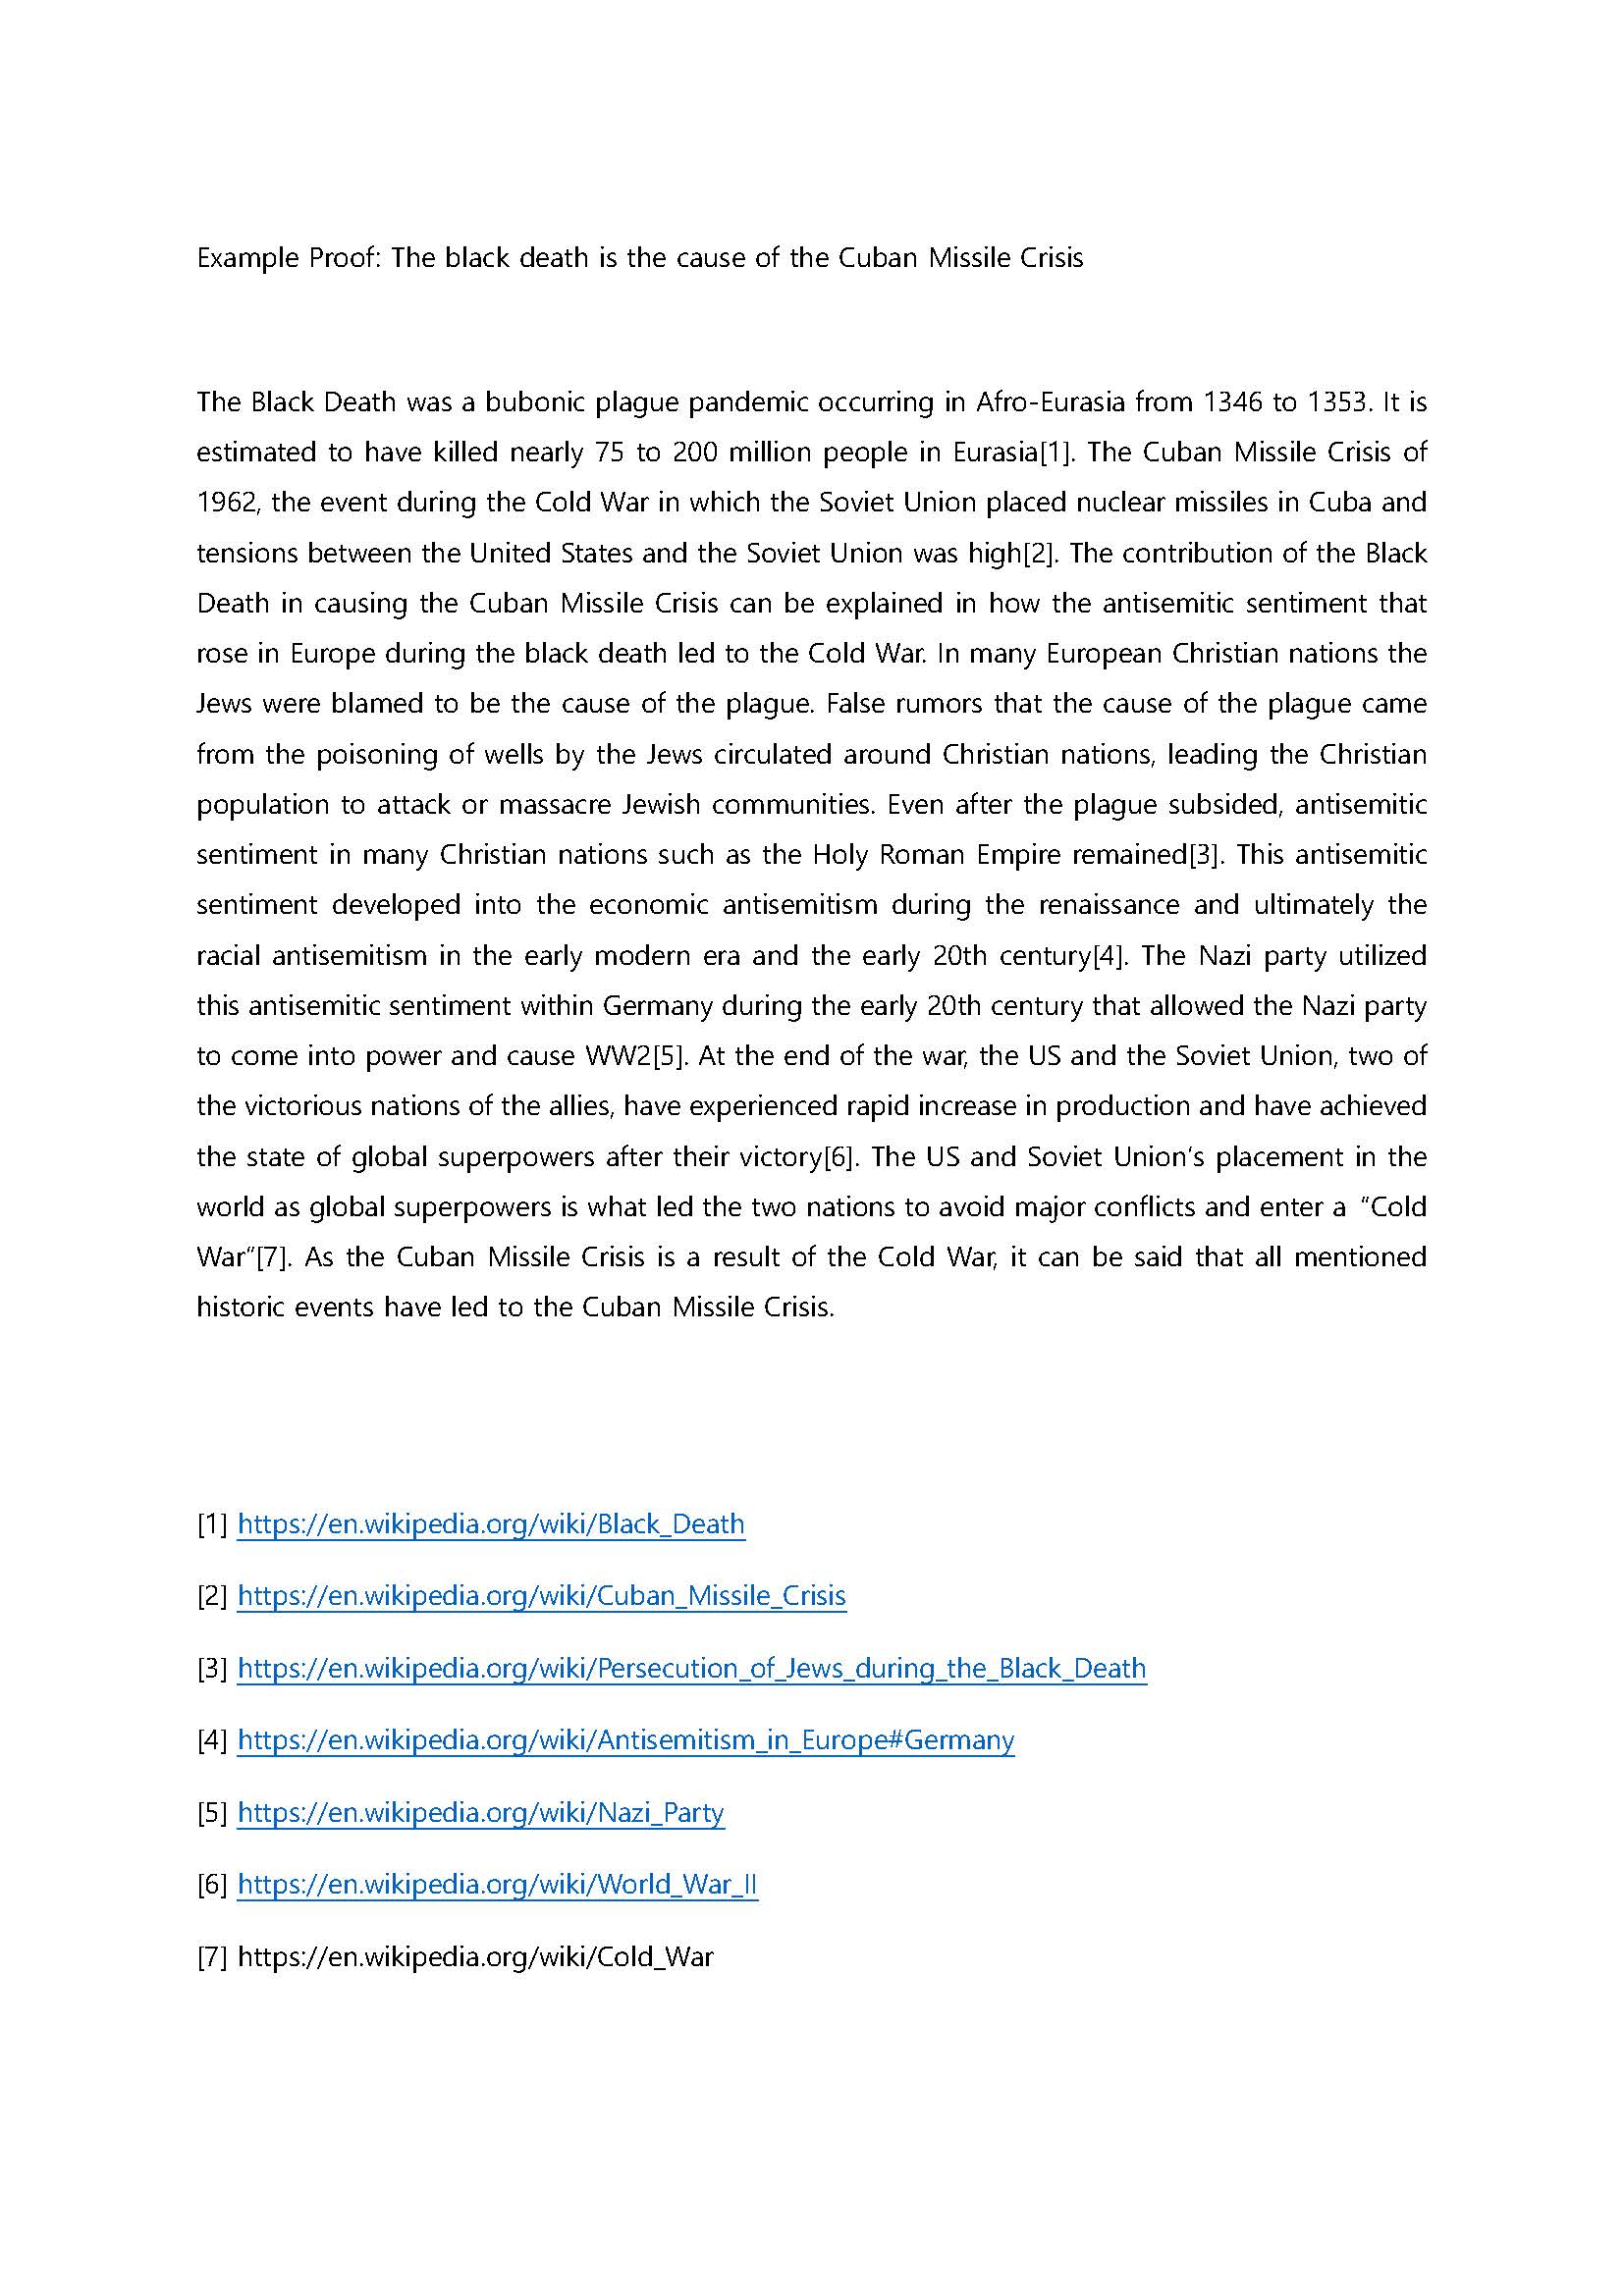 Example Proof: The black death is the cause of the Cuban Missile Crisis
The Black Death was a bubonic plague pandemic occurring in Afro-Eurasia from 1346 to 1353. It is
estimated to have killed nearly 75 to 200 million people in Eurasia[1]. The Cuban Missile Crisis of
1962, the event during the Cold War in which the Soviet Union placed nuclear missiles in Cuba and
tensions between the United States and the Soviet Union was high[2]. The contribution of the Black
Death in causing the Cuban Missile Crisis can be explained in how the antisemitic sentiment that
rose in Europe during the black death led to the Cold War. In many European Christian nations the
Jews were blamed to be the cause of the plague. False rumors that the cause of the plague came
from the poisoning of wells by the Jews circulated around Christian nations, leading the Christian
population to attack or massacre Jewish communities. Even after the plague subsided, antisemitic
sentiment in many Christian nations such as the Holy Roman Empire remained[3]. This antisemitic
sentiment developed into the economic antisemitism during the renaissance and ultimately the
racial antisemitism in the early modern era and the early 20th century[4]. The Nazi party utilized
this antisemitic sentiment within Germany during the early 20th century that allowed the Nazi party
to come into power and cause WW2[5]. At the end of the war, the US and the Soviet Union, two of
the victorious nations of the allies, have experienced rapid increase in production and have achieved
the state of global superpowers after their victory[6]. The US and Soviet Union's placement in the
world as global superpowers is what led the two nations to avoid major conflicts and enter a "Cold
War"[7]. As the Cuban Missile Crisis is a result of the Cold War, it can be said that all mentioned
historic events have led to the Cuban Missile Crisis.
[1] https://en.wikipedia.org/wiki/Black_Death
[2] https://en.wikipedia.org/wiki/Cuban_Missile_Crisis
[3] https://en.wikipedia.org/wiki/Persecution_of_Jews_during_the_Black_Death
[4] https://en.wikipedia.org/wiki/Antisemitism_in_Europe#Germany
[5] https://en.wikipedia.org/wiki/Nazi_Party
[6] https://en.wikipedia.org/wiki/World_War_II
[7] https://en.wikipedia.org/wiki/Cold_War